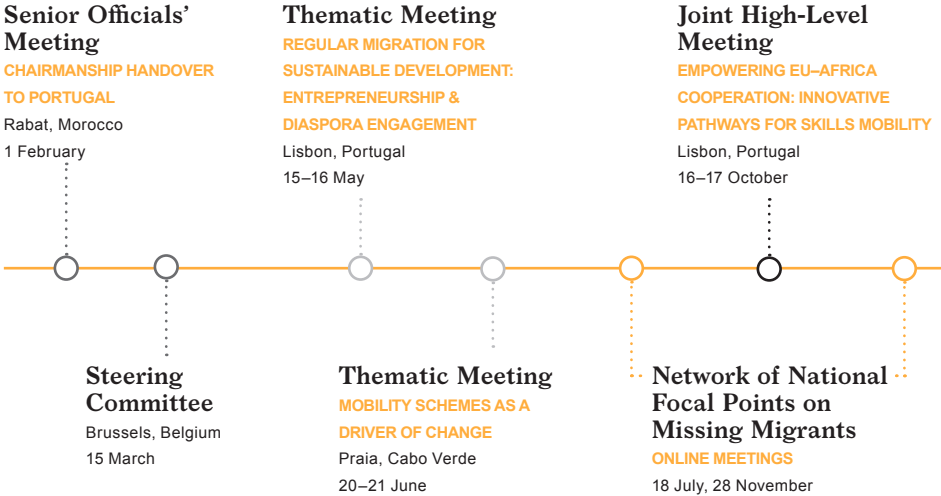 Senior Officials’
Meeting
CHAIRMANSHIP HANDOVER
TO PORTUGAL
Rabat, Morocco
1 February
Thematic Meeting
REGULAR MIGRATION FOR
SUSTAINABLE DEVELOPMENT:
ENTREPRENEURSHIP &
DIASPORA ENGAGEMENT
Lisbon, Portugal
15–16 May
Joint High-Level
Meeting
EMPOWERING EU–AFRICA
COOPERATION: INNOVATIVE
PATHWAYS FOR SKILLS MOBILITY
Lisbon, Portugal
16–17 October
Steering
Committee
Brussels, Belgium
15 March
Thematic Meeting
MOBILITY SCHEMES AS A
DRIVER OF CHANGE
Praia, Cabo Verde
20–21 June
Network of National
Focal Points on
Missing Migrants
ONLINE MEETINGS
18 July, 28 November